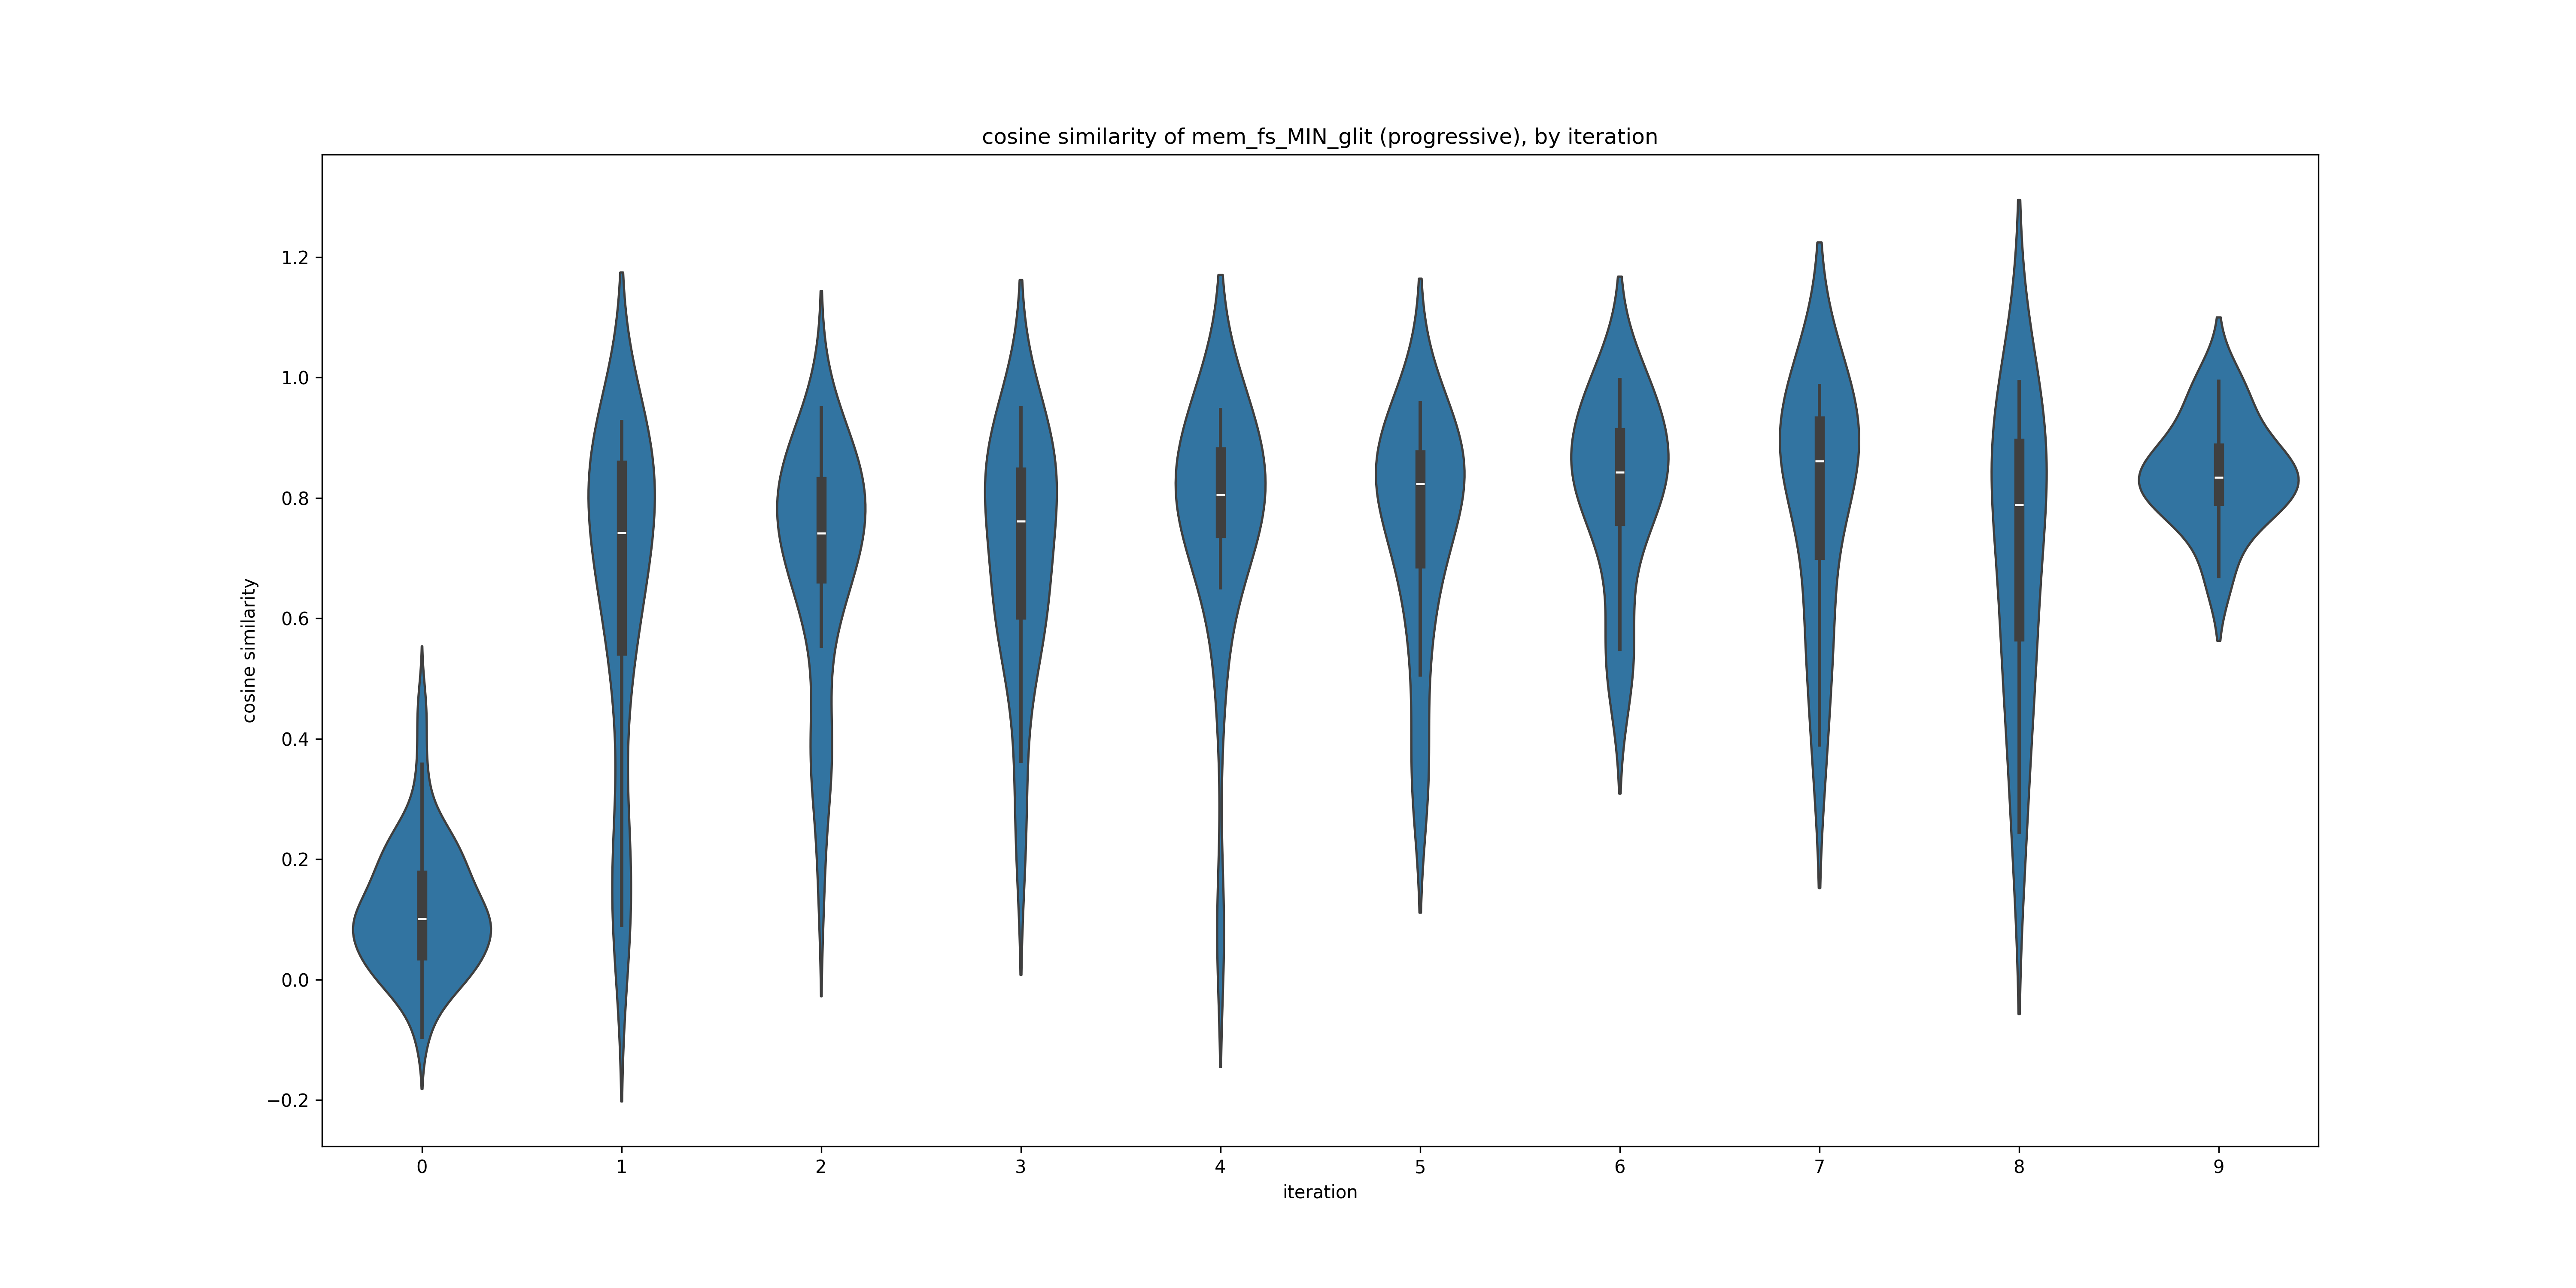 cosine similarity of mem_fs_MIN_glit (progressive), by iteration
cosine similarity
1.2
1.0
0.8
0.6
0.4
0.2
0.0
−0.2
0 1 2 3 4 5 6 7 8 9
iteration